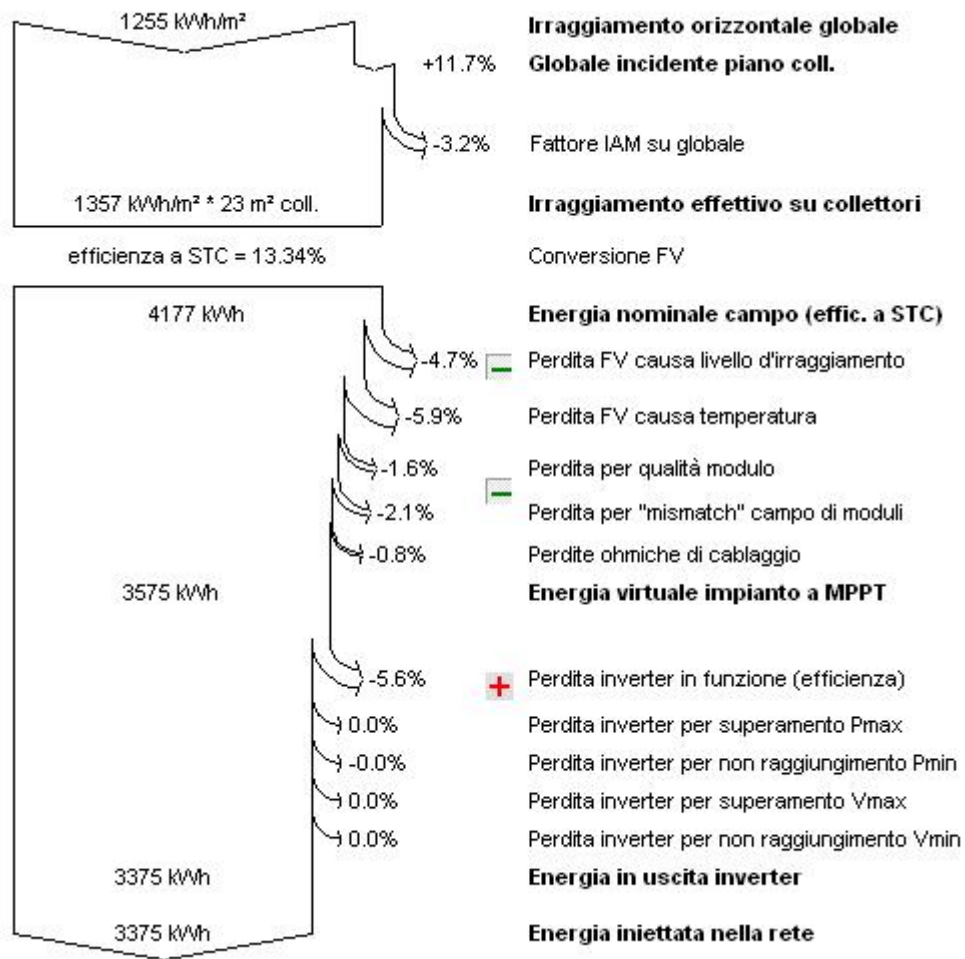 1255 kWh/m² Irraggiamento orizzontale globale
+11.7% Globale incidente piano coll.
-3.2% Fattore IAM su globale
1357 kWh/m² * 23 m² coll. Irraggiamento effettivo su collettori
efficienza a STC = 13.34% Conversione FV
4177 kWh Energia nominale campo (effic. a STC)
-4.7% Perdita FV causa livello d'irraggiamento
-5.9% Perdita FV causa temperatura
-1.6% Perdita per qualità modulo
-2.1% Perdita per "mismatch" campo di moduli
-0.8% Perdite ohmiche di cablaggio
3575 kWh Energia virtuale impianto a MPPT
-5.6% Perdita inverter in funzione (efficienza)
0.0% Perdita inverter per superamento Pmax
-0.0% Perdita inverter per non raggiungimento Pmin
0.0% Perdita inverter per superamento Vmax
0.0% Perdita inverter per non raggiungimento Vmin
3375 kWh Energia in uscita inverter
3375 kWh Energia iniettata nella rete